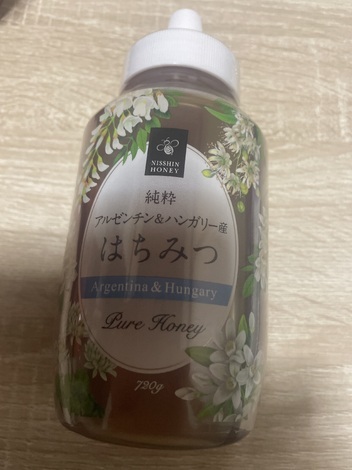 NISSHIN
HONEY
純粋
アルゼンチン&ハンガリー産
はちみつ
Argentina & Hungary
Pure Honey
720g